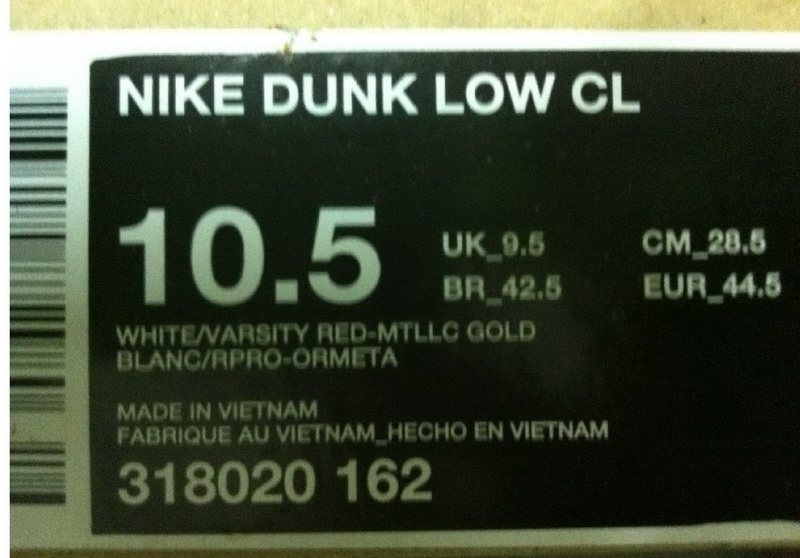 NIKE DUNK LOW CL
10.5
UK_9.5 CM_28.5
BR_42.5 EUR_44.5
WHITE/VARSITY RED-MTLLC GOLD
BLANC/RPRO-ORMETA
MADE IN VIETNAM
FABRIQUE AU VIETNAM_HECHO EN VIETNAM
318020 162